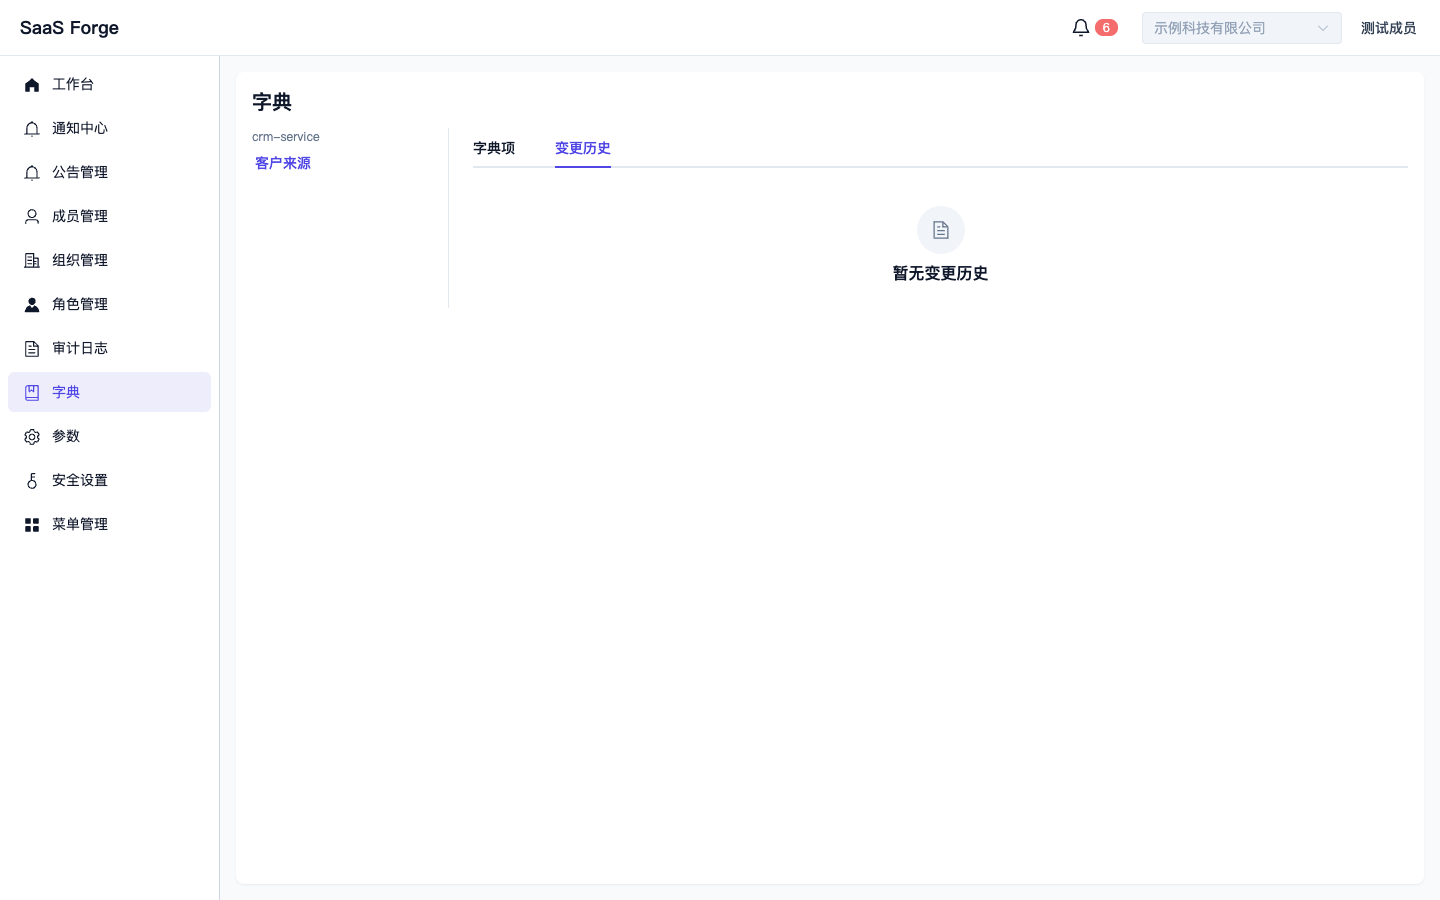 SaaS Forge
6
示例科技有限公司
测试成员
工作台
通知中心
公告管理
成员管理
组织管理
角色管理
审计日志
字典
参数
安全设置
菜单管理
字典
crm-service
客户来源
字典项
变更历史
暂无变更历史